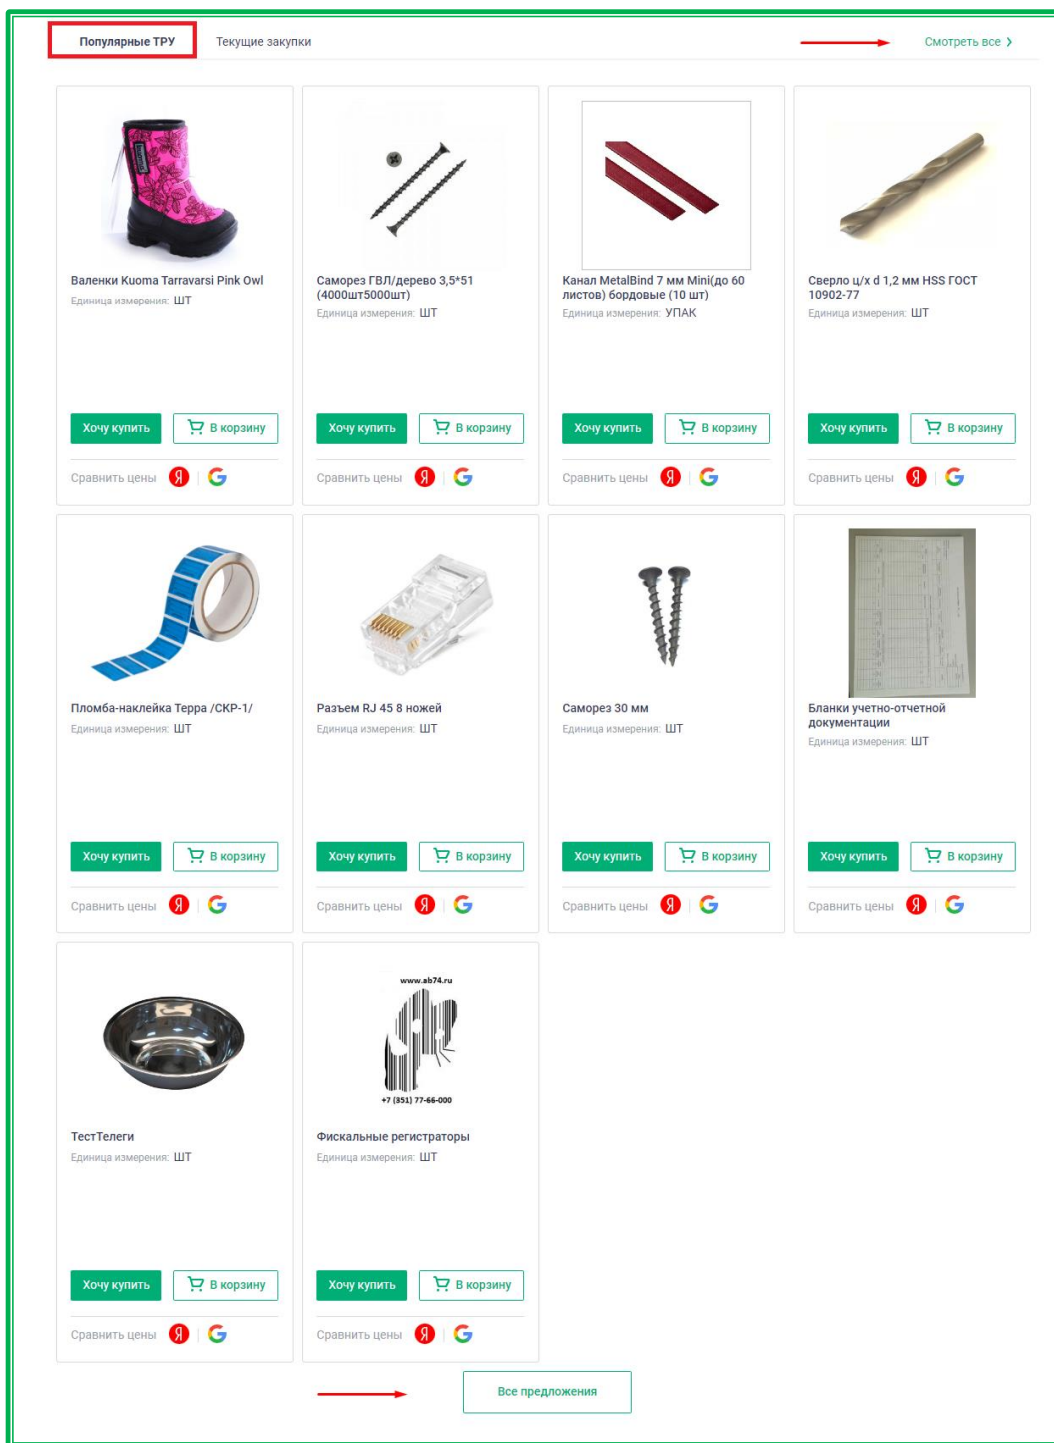 Популярные ТРУ
Текущие закупки
Смотреть все
Валенки Kuoma Tarravarsi Pink Owl
Единица измерения: ШТ
Хочу купить
В корзину
Сравнить цены
Саморез ГВЛ/дерево 3,5*51
(4000шт5000шт)
Единица измерения: ШТ
Хочу купить
В корзину
Сравнить цены
Канал MetalBind 7 мм Mini(до 60
листов) бордовые (10 шт)
Единица измерения: УПАК
Хочу купить
В корзину
Сравнить цены
Сверло ц/х d 1,2 мм HSS ГОСТ
10902-77
Единица измерения: ШТ
Хочу купить
В корзину
Сравнить цены
Пломба-наклейка Терра /СКР-1/
Единица измерения: ШТ
Хочу купить
В корзину
Сравнить цены
Разъем RJ 45 8 ножей
Единица измерения: ШТ
Хочу купить
В корзину
Сравнить цены
Саморез 30 мм
Единица измерения: ШТ
Хочу купить
В корзину
Сравнить цены
Бланки учетно-отчетной
документации
Единица измерения: ШТ
Хочу купить
В корзину
Сравнить цены
ТестТелеги
Единица измерения: ШТ
Хочу купить
В корзину
Сравнить цены
www.ab74.ru
+7 (351) 77-66-000
Фискальные регистраторы
Единица измерения: ШТ
Хочу купить
В корзину
Сравнить цены
Все предложения